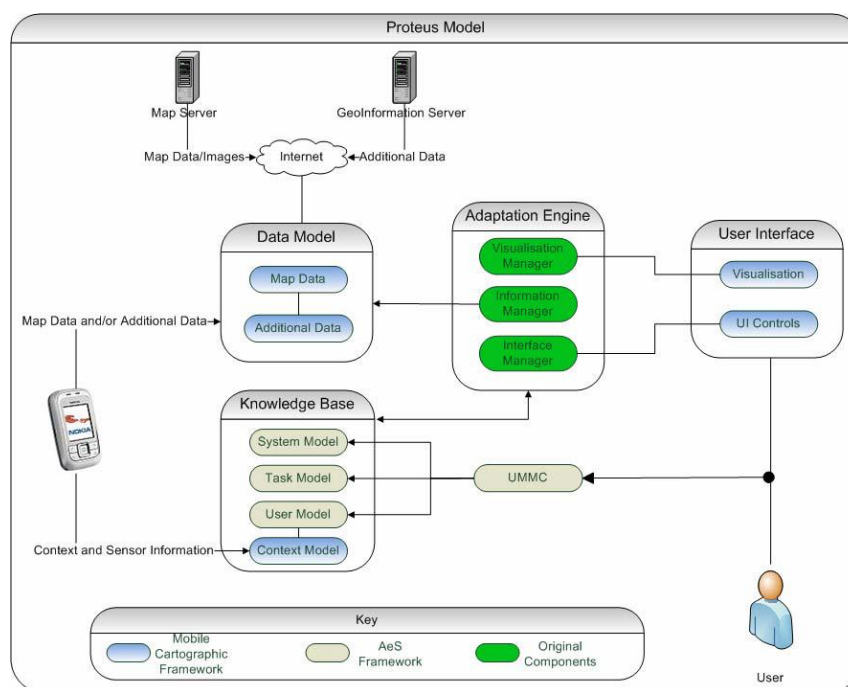 Proteus Model
Map Server
GeoInformation Server
Map Data/Images
Internet
Additional Data
Adaptation Engine
Data Model
User Interface
Visualisation
Manager
Map Data
Visualisation
Information
Manager
Map Data and/or Additional Data
Additional Data
UI Controls
Interface
Manager
Knowledge Base
NOKIA
System Model
Task Model
UMMC
User Model
Context and Sensor Information
Context Model
Key
Mobile
Cartographic
Framework
AeS
Framework
Original
Components
User